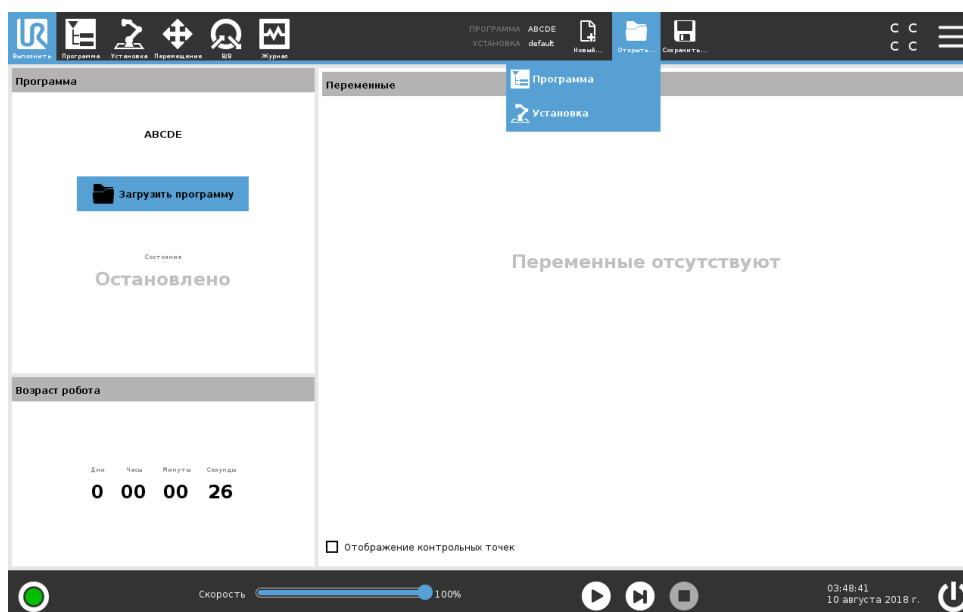 ПРОГРАММА ABCDE
УСТАНОВКА default
Выполнить
Программа
Установка
Перемещение
В/В
Журнал
Новый...
Открыть...
Сохранить...
C C
C C
Программа
Установка
Программа
ABCDE
Загрузить программу
Состояние
Остановлено
Переменные
Переменные отсутствуют
Возраст робота
Дни Часы Минуты Секунды
0 00 00 26
Отображение контрольных точек
Скорость 100%
03:48:41
10 августа 2018 г.